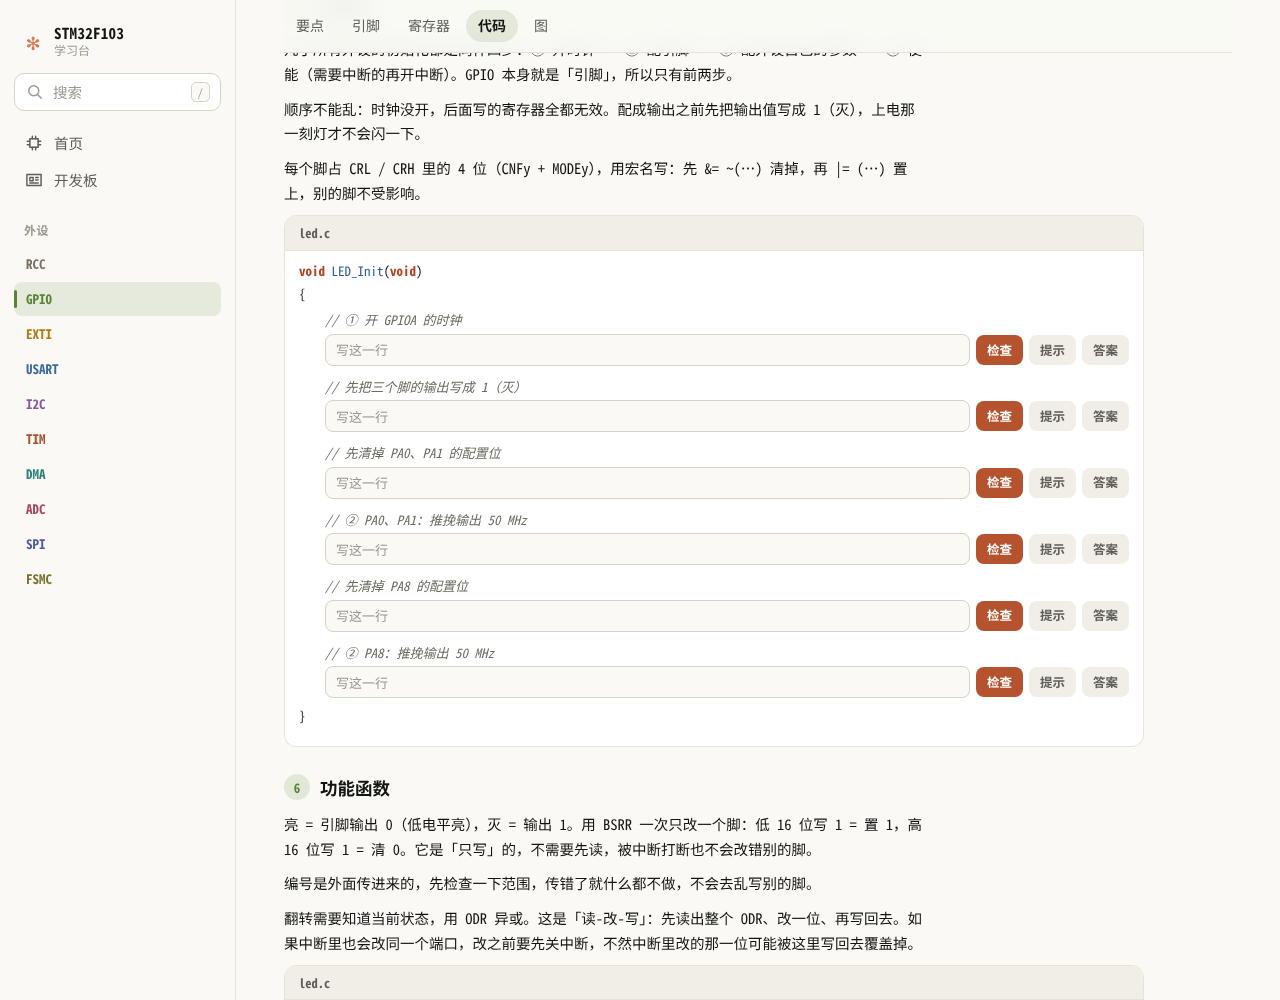 STM32F103
学习台
搜索
/
首页
开发板
外设
RCC
GPIO
EXTI
USART
I2C
TIM
DMA
ADC
SPI
FSMC
要点
引脚
寄存器
代码
图
能（需要中断的再开中断）。GPIO 本身就是「引脚」，所以只有前两步。
顺序不能乱：时钟没开，后面写的寄存器全都无效。配成输出之前先把输出值写成 1（灭），上电那
一刻灯才不会闪一下。
每个脚占 CRL / CRH 里的 4 位（CNFy + MODEy），用宏名写：先 &= ~(…) 清掉，再 |= (…) 置
上，别的脚不受影响。
led.c
void LED_Init(void)
{
// ① 开 GPIOA 的时钟
写这一行 检查 提示 答案
// 先把三个脚的输出写成 1（灭）
写这一行 检查 提示 答案
// 先清掉 PA0、PA1 的配置位
写这一行 检查 提示 答案
// ② PA0、PA1：推挽输出 50 MHz
写这一行 检查 提示 答案
// 先清掉 PA8 的配置位
写这一行 检查 提示 答案
// ② PA8：推挽输出 50 MHz
写这一行 检查 提示 答案
}
6 功能函数
亮 = 引脚输出 0（低电平亮），灭 = 输出 1。用 BSRR 一次只改一个脚：低 16 位写 1 = 置 1，高
16 位写 1 = 清 0。它是「只写」的，不需要先读，被中断打断也不会改错别的脚。
编号是外面传进来的，先检查一下范围，传错了就什么都不做，不会去乱写别的脚。
翻转需要知道当前状态，用 ODR 异或。这是「读-改-写」：先读出整个 ODR、改一位、再写回去。如
果中断里也会改同一个端口，改之前要先关中断，不然中断里改的那一位可能被这里写回去覆盖掉。
led.c